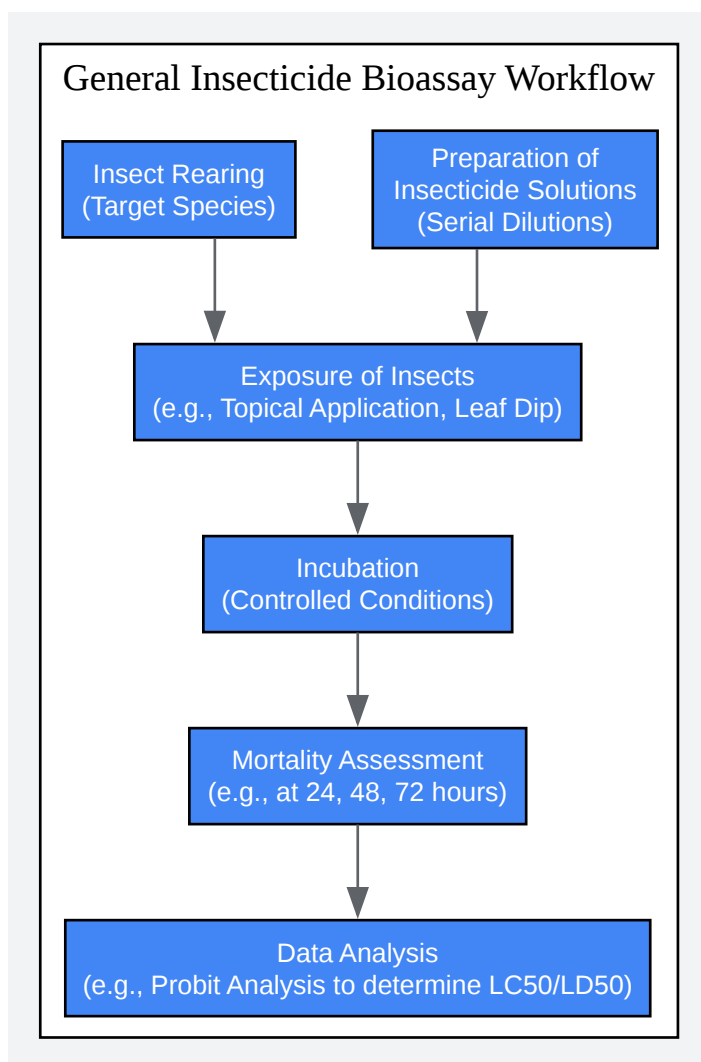 General Insecticide Bioassay Workflow
Insect Rearing
(Target Species)
Preparation of
Insecticide Solutions
(Serial Dilutions)
Exposure of Insects
(e.g., Topical Application, Leaf Dip)
Incubation
(Controlled Conditions)
Mortality Assessment
(e.g., at 24, 48, 72 hours)
Data Analysis
(e.g., Probit Analysis to determine LC50/LD50)